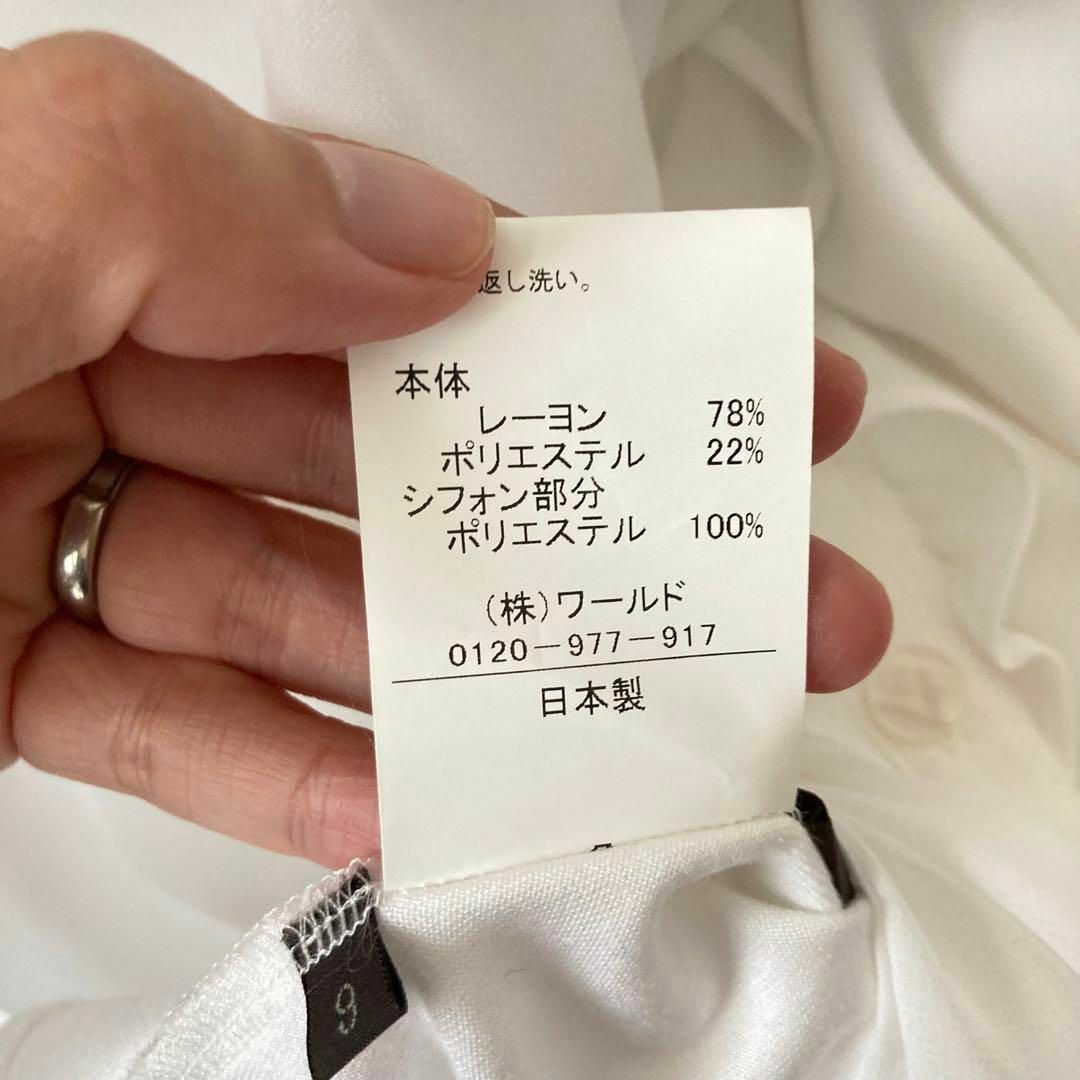 返し洗い。
本体
レーヨン 78%
ポリエステル 22%
シフォン部分
ポリエステル 100%
(株)ワールド
0120-977-917
日本製
9